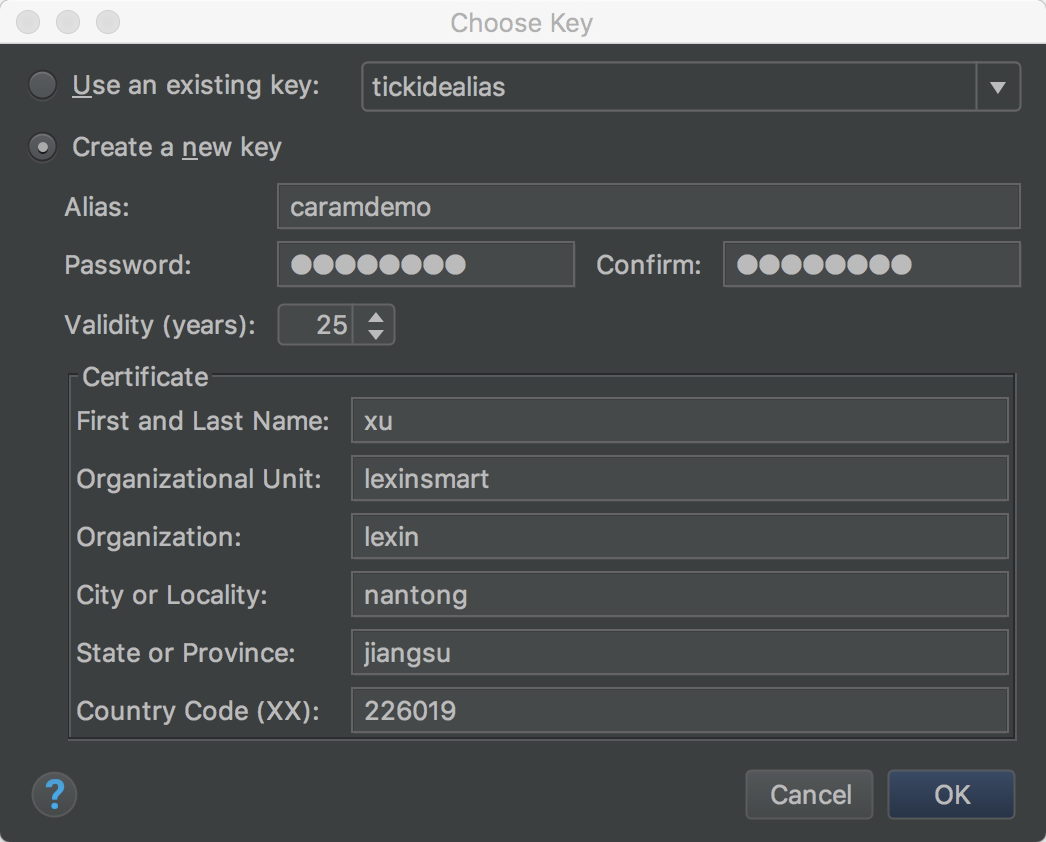 Choose Key
Use an existing key: tickidealias
Create a new key
Alias: caramdemo
Password: ●●●●●●●● Confirm: ●●●●●●●●
Validity (years): 25
Certificate
First and Last Name: xu
Organizational Unit: lexinsmart
Organization: lexin
City or Locality: nantong
State or Province: jiangsu
Country Code (XX): 226019
? Cancel OK